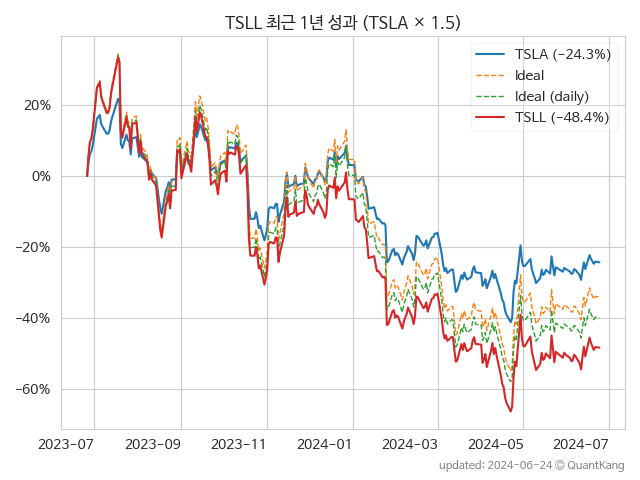 TSLL 최근 1년 성과 (TSLA × 1.5)
TSLA (−24.3%)
Ideal
Ideal (daily)
TSLL (−48.4%)
20%
0%
−20%
−40%
−60%
2023-07
2023-09
2023-11
2024-01
2024-03
2024-05
2024-07
updated: 2024-06-24 © QuantKang